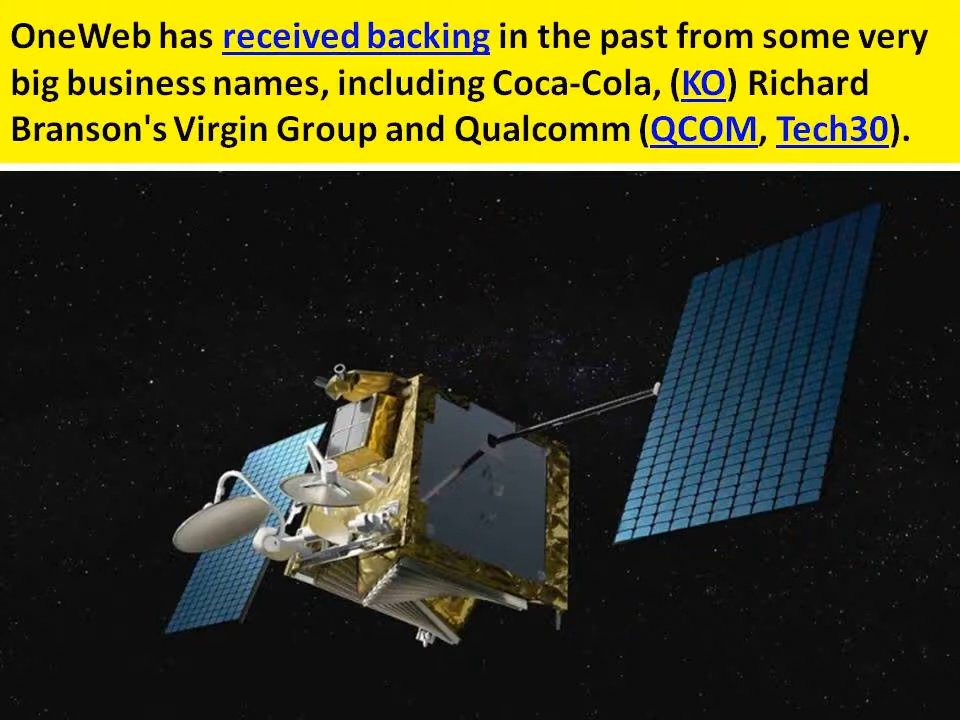 OneWeb has received backing in the past from some very
big business names, including Coca-Cola, (KO) Richard
Branson's Virgin Group and Qualcomm (QCOM, Tech30).